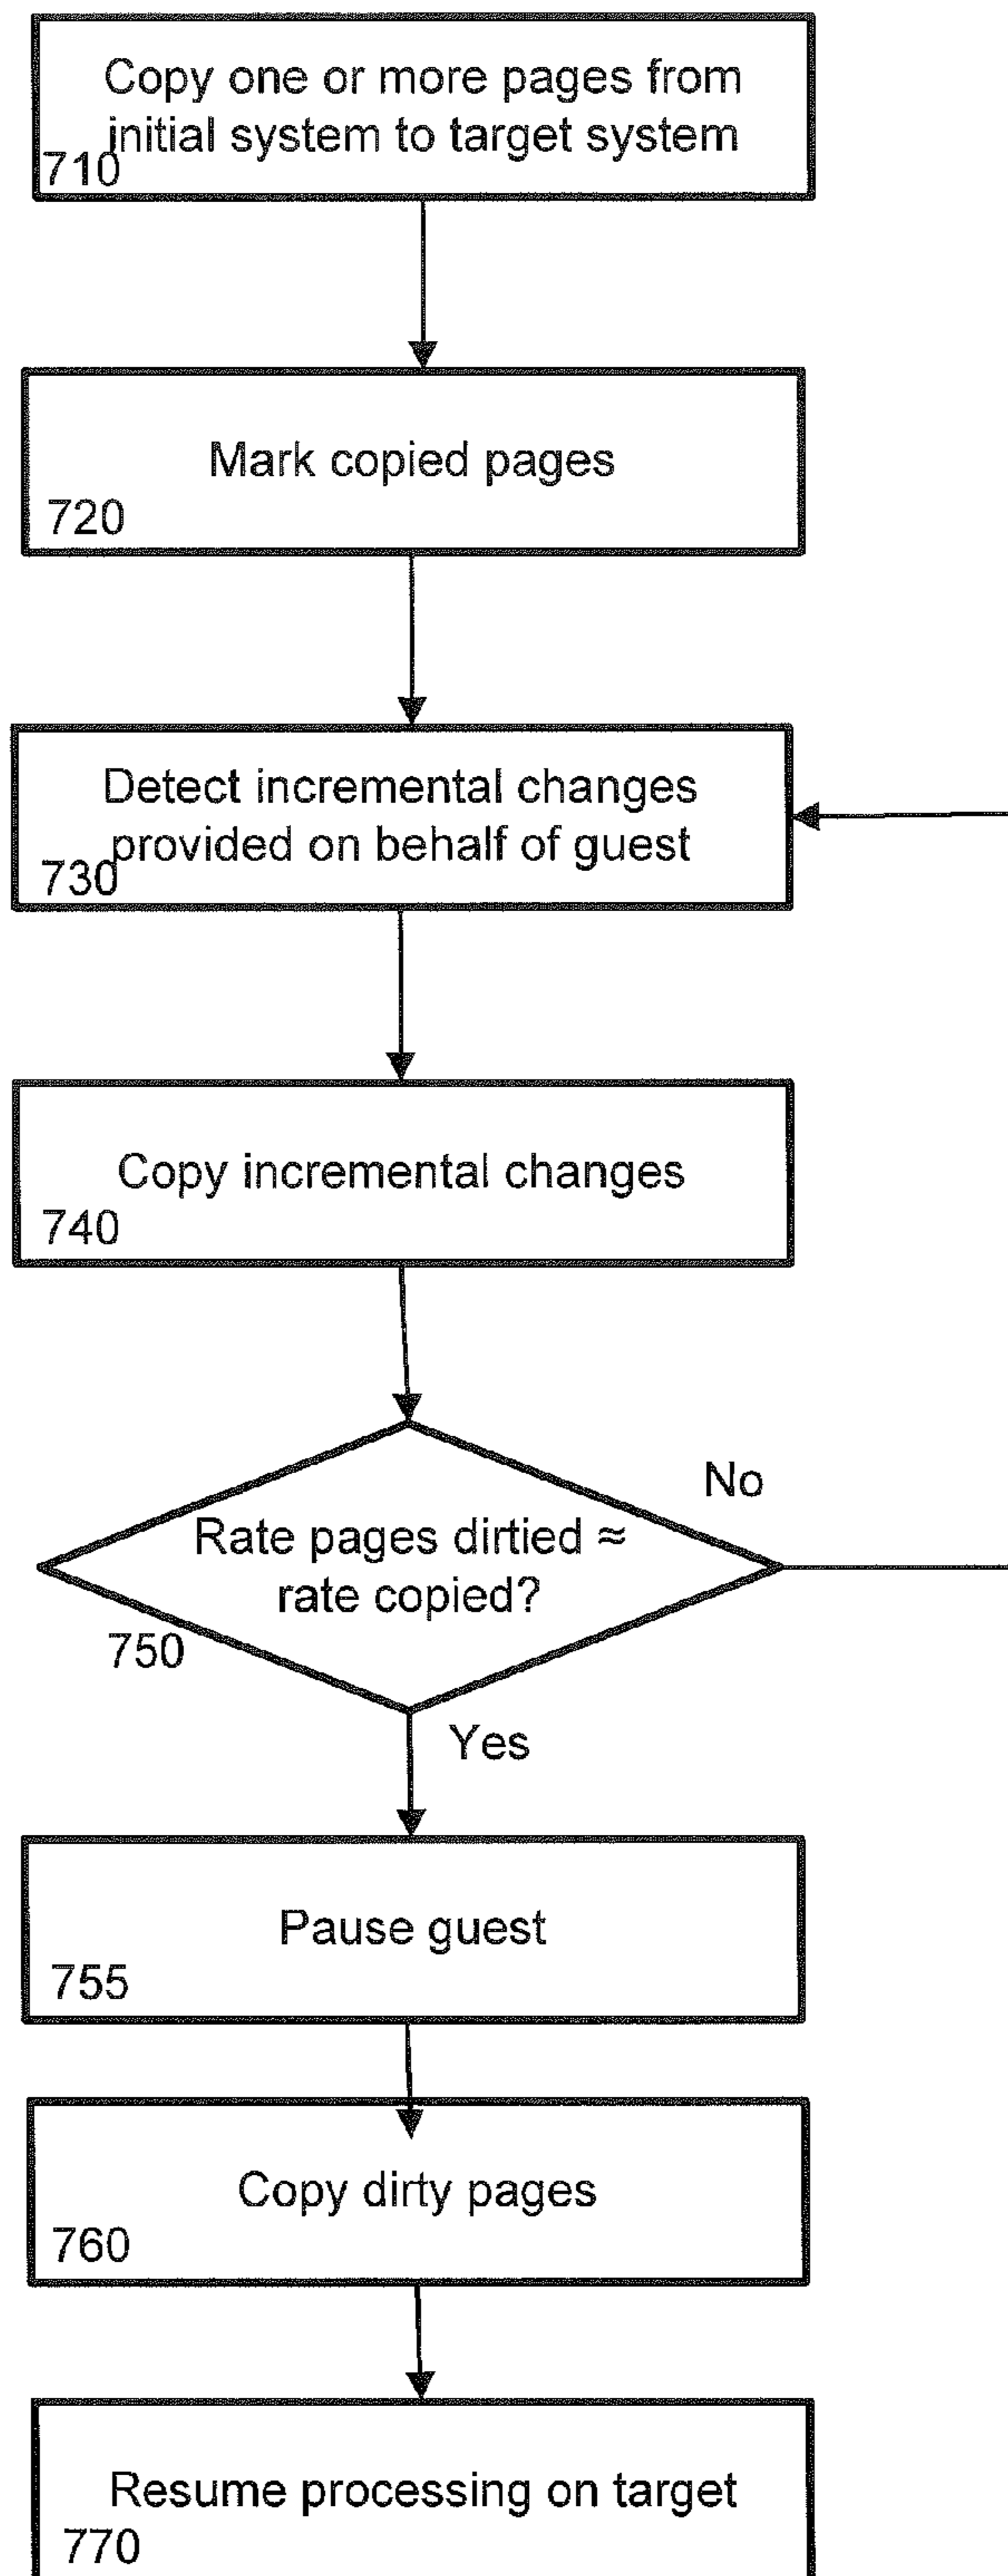 Copy one or more pages from
initial system to target system
710
Mark copied pages
720
Detect incremental changes
provided on behalf of guest
730
Copy incremental changes
740
No
Rate pages dirtied ≈
rate copied?
750
Yes
Pause guest
755
Copy dirty pages
760
Resume processing on target
770